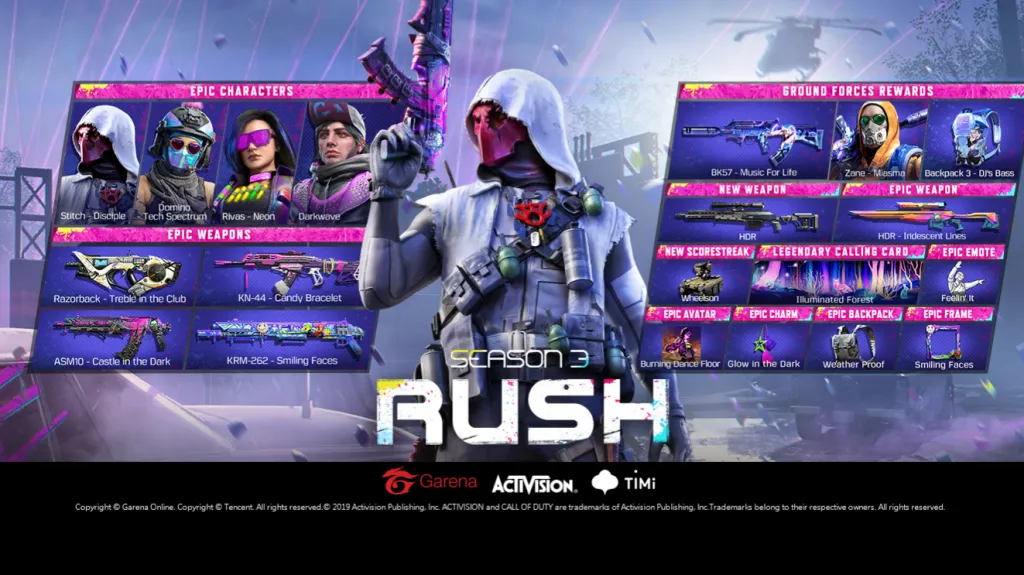 EPIC CHARACTERS
Stitch - Disciple
Domino
Tech Spectrum
Rivas - Neon
Darkwave
EPIC WEAPONS
Razorback - Treble in the Club
KN-44 - Candy Bracelet
ASM10 - Castle in the Dark
KRM-262 - Smiling Faces
GROUND FORCES REWARDS
BK57 - Music For Life
Zane - Miasma
Backpack 3 - DJ's Bass
NEW WEAPON
EPIC WEAPON
HDR
HDR - Iridescent Lines
NEW SCORESTREAK
LEGENDARY CALLING CARD
EPIC EMOTE
Wheelson
Illuminated Forest
Feelin' It
EPIC AVATAR
EPIC CHARM
EPIC BACKPACK
EPIC FRAME
Burning Dance Floor
Glow in the Dark
Weather Proof
Smiling Faces
SEASON 3
RUSH
Garena
ACTIVISION
TiMi
Copyright © Garena Online. Copyright © Tencent. All rights reserved.© 2019 Activision Publishing, Inc. ACTIVISION and CALL OF DUTY are trademarks of Activision Publishing, Inc.Trademarks belong to their respective owners. All rights reserved.